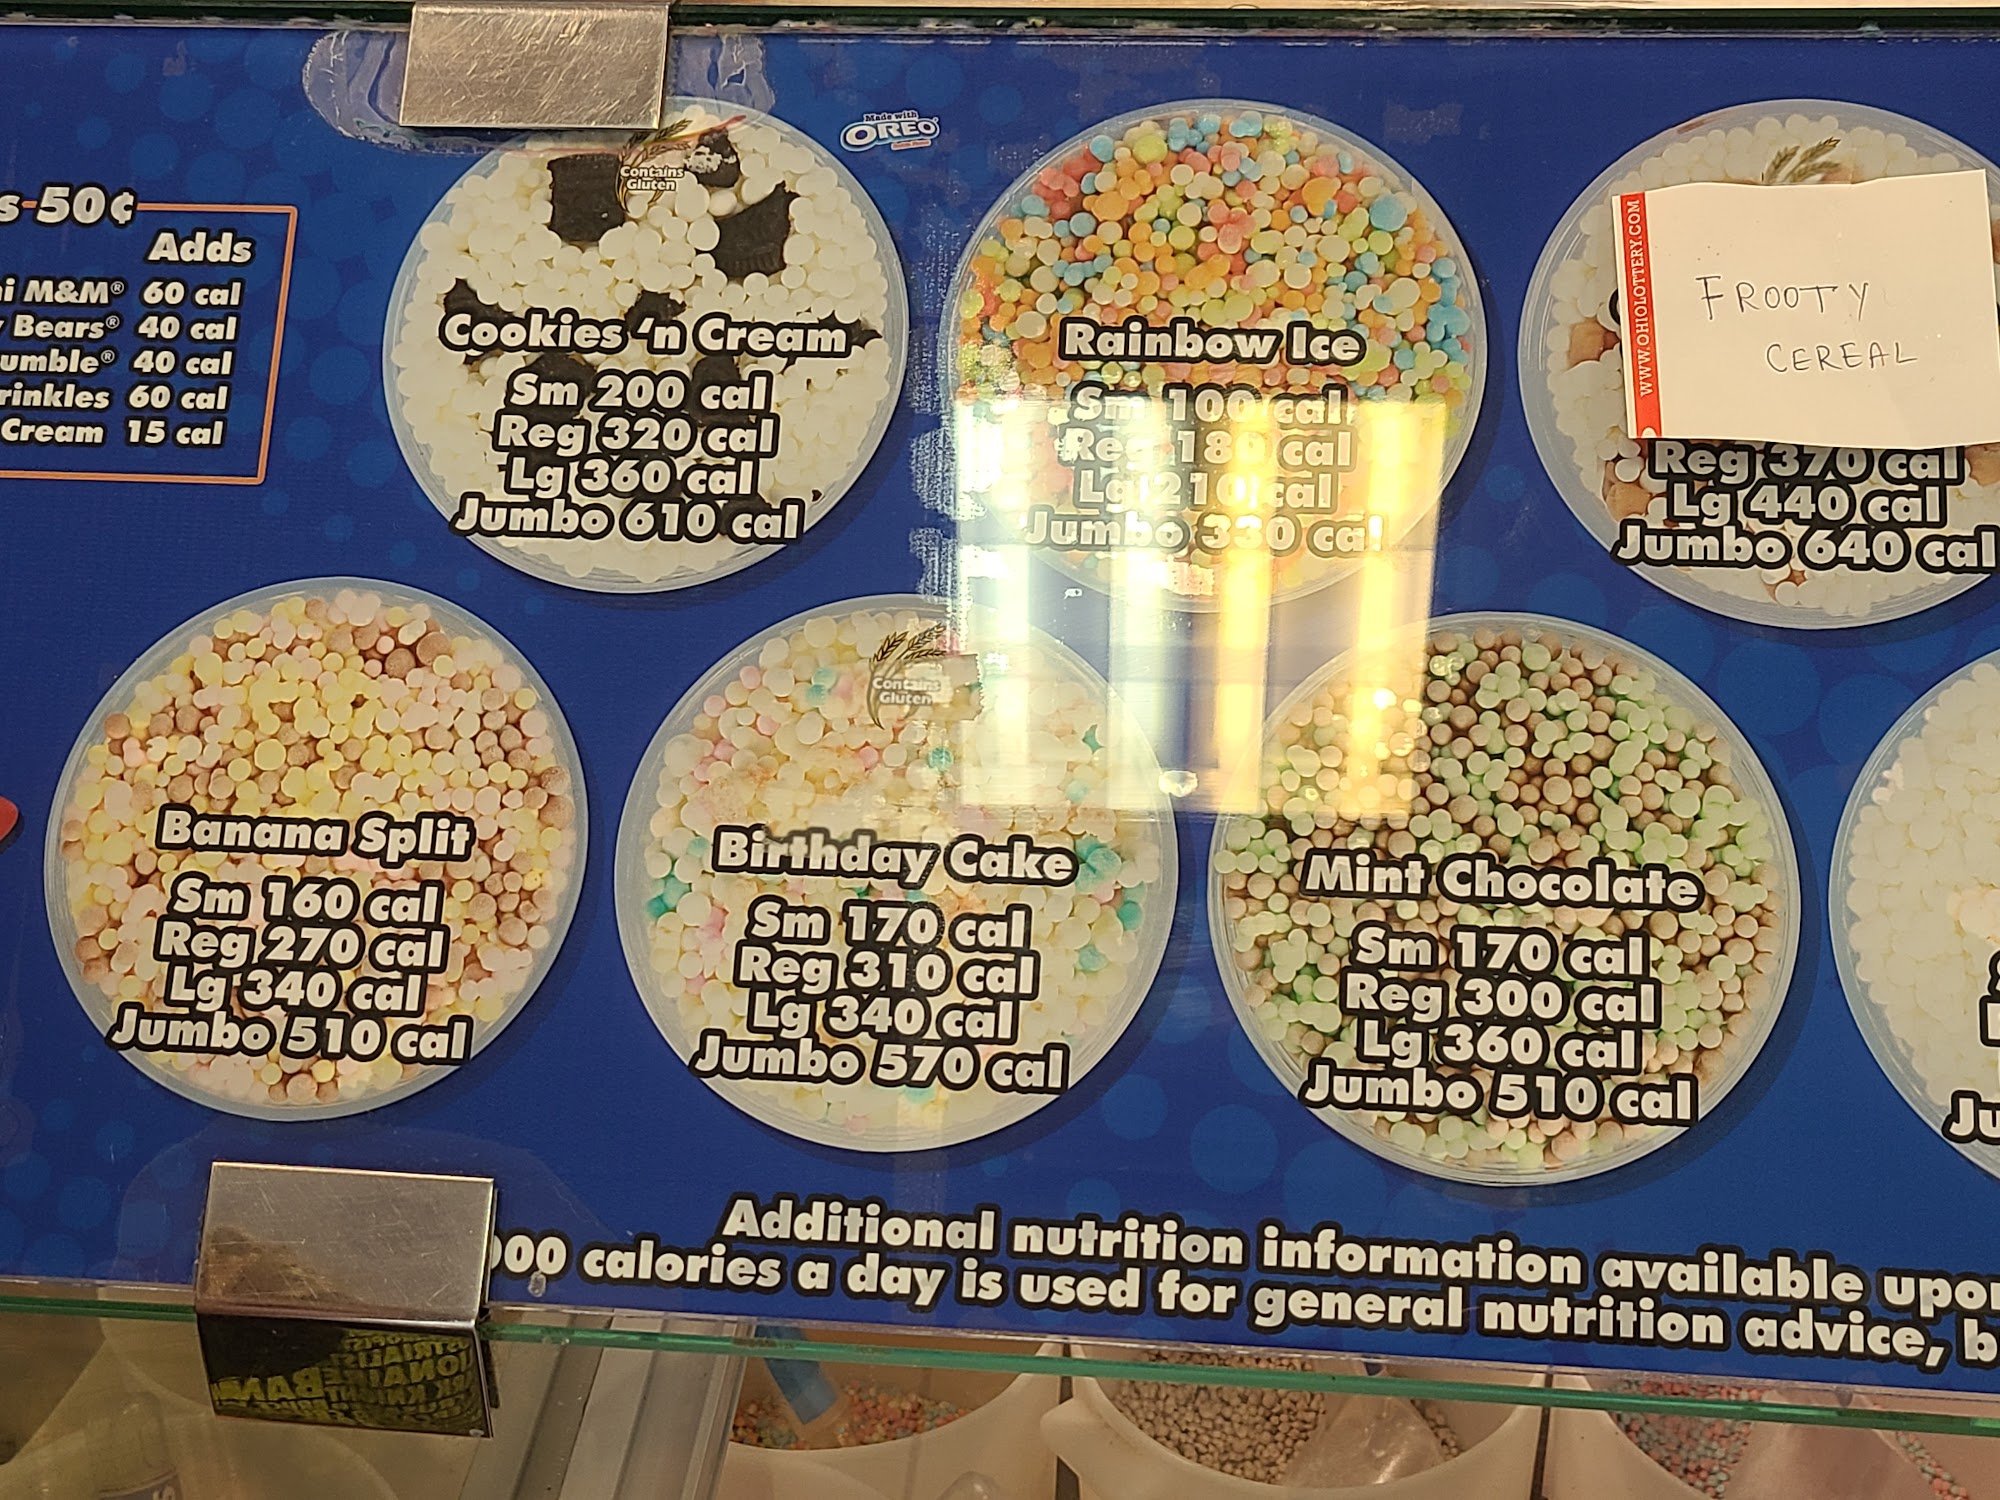 50¢
Adds
M&M® 60 cal
Bears® 40 cal
40 cal
60 cal
Cream 15 cal
Contains
Gluten
Made with
OREO
Cookies 'n Cream
Sm 200 cal
Reg 320 cal
Lg 360 cal
Jumbo 610 cal
Rainbow Ice
Sm 100 cal
Reg 180 cal
Lg 210 cal
Jumbo 330 cal
WWW.OHIOLOTTERY.COM
FROOTY
CEREAL
Reg 370 cal
Lg 440 cal
Jumbo 640 cal
Banana Split
Sm 160 cal
Reg 270 cal
Lg 340 cal
Jumbo 510 cal
Contains
Gluten
Birthday Cake
Sm 170 cal
Reg 310 cal
Lg 340 cal
Jumbo 570 cal
Mint Chocolate
Sm 170 cal
Reg 300 cal
Lg 360 cal
Jumbo 510 cal
Additional nutrition information available
calories a day is used for general nutrition advice,